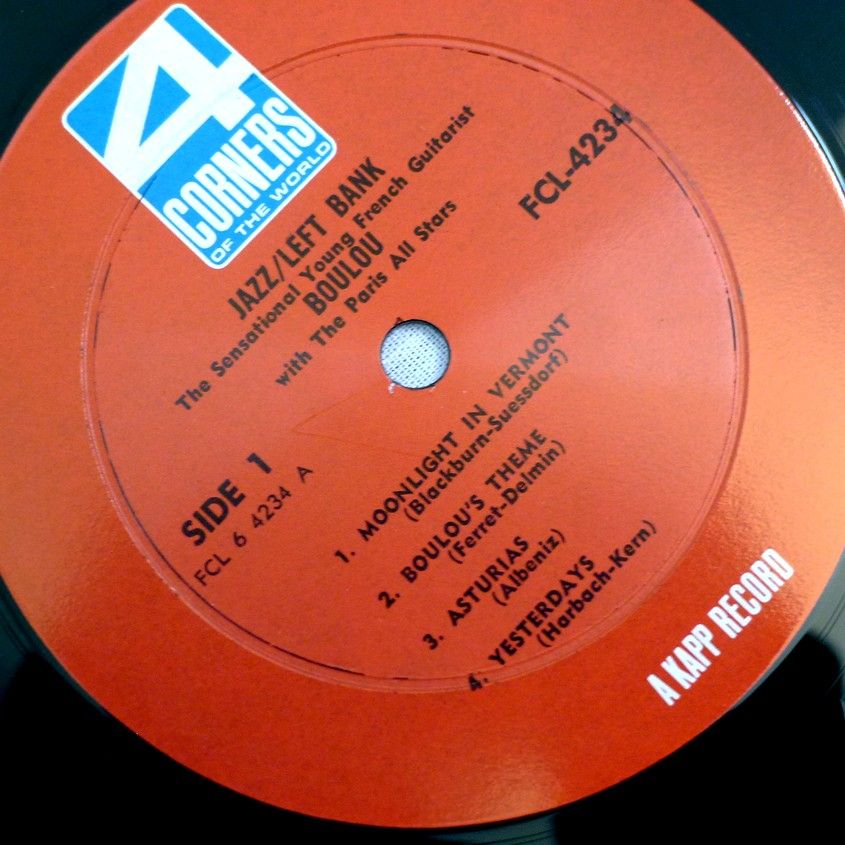 4
CORNERS
OF THE WORLD
JAZZ/LEFT BANK
The Sensational Young French Guitarist
BOULOU
with The Paris All Stars
FCL-4234
SIDE 1
FCL 6 4234 A
1. MOONLIGHT IN VERMONT
(Blackburn-Suessdorf)
2. BOULOU'S THEME
(Ferret-Delmin)
3. ASTURIAS
(Albeniz)
4. YESTERDAYS
(Harbach-Kern)
A KAPP RECORD